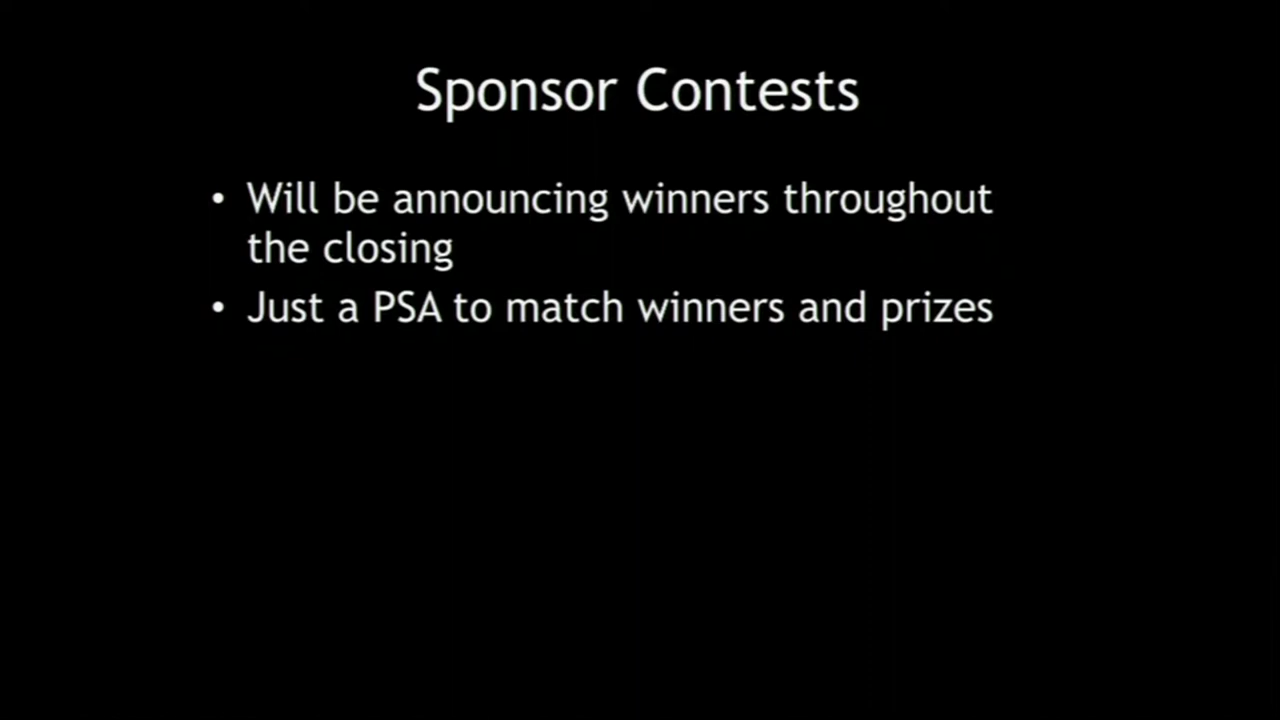 Sponsor Contests
• Will be announcing winners throughout
the closing
• Just a PSA to match winners and prizes